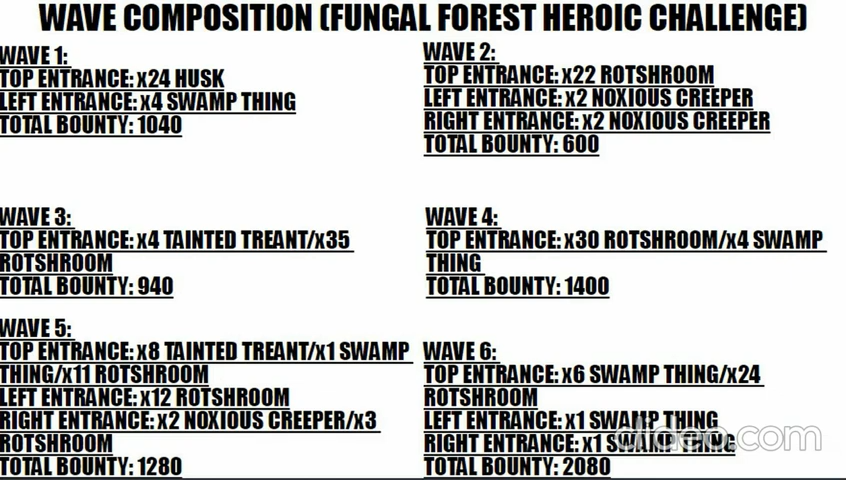 WAVE COMPOSITION (FUNGAL FOREST HEROIC CHALLENGE)
WAVE 1:
TOP ENTRANCE: x24 HUSK
LEFT ENTRANCE: x4 SWAMP THING
TOTAL BOUNTY: 1040
WAVE 2:
TOP ENTRANCE: x22 ROTSHROOM
LEFT ENTRANCE: x2 NOXIOUS CREEPER
RIGHT ENTRANCE: x2 NOXIOUS CREEPER
TOTAL BOUNTY: 600
WAVE 3:
TOP ENTRANCE: x4 TAINTED TREANT/x35
ROTSHROOM
TOTAL BOUNTY: 940
WAVE 4:
TOP ENTRANCE: x30 ROTSHROOM/x4 SWAMP
THING
TOTAL BOUNTY: 1400
WAVE 5:
TOP ENTRANCE: x8 TAINTED TREANT/x1 SWAMP
THING/x11 ROTSHROOM
LEFT ENTRANCE: x12 ROTSHROOM
RIGHT ENTRANCE: x2 NOXIOUS CREEPER/x3
ROTSHROOM
TOTAL BOUNTY: 1280
WAVE 6:
TOP ENTRANCE: x6 SWAMP THING/x24
ROTSHROOM
LEFT ENTRANCE: x1 SWAMP THING
RIGHT ENTRANCE: x1 SWAMP THING
TOTAL BOUNTY: 2080
clideo.com